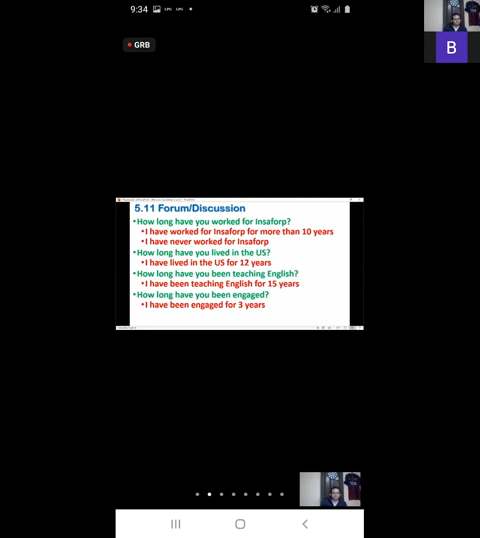 9:34
GRB
B
5.11 Forum/Discussion
•How long have you worked for Insaforp?
•I have worked for Insaforp for more than 10 years
•I have never worked for Insaforp
•How long have you lived in the US?
•I have lived in the US for 12 years
•How long have you been teaching English?
•I have been teaching English for 15 years
•How long have you been engaged?
•I have been engaged for 3 years